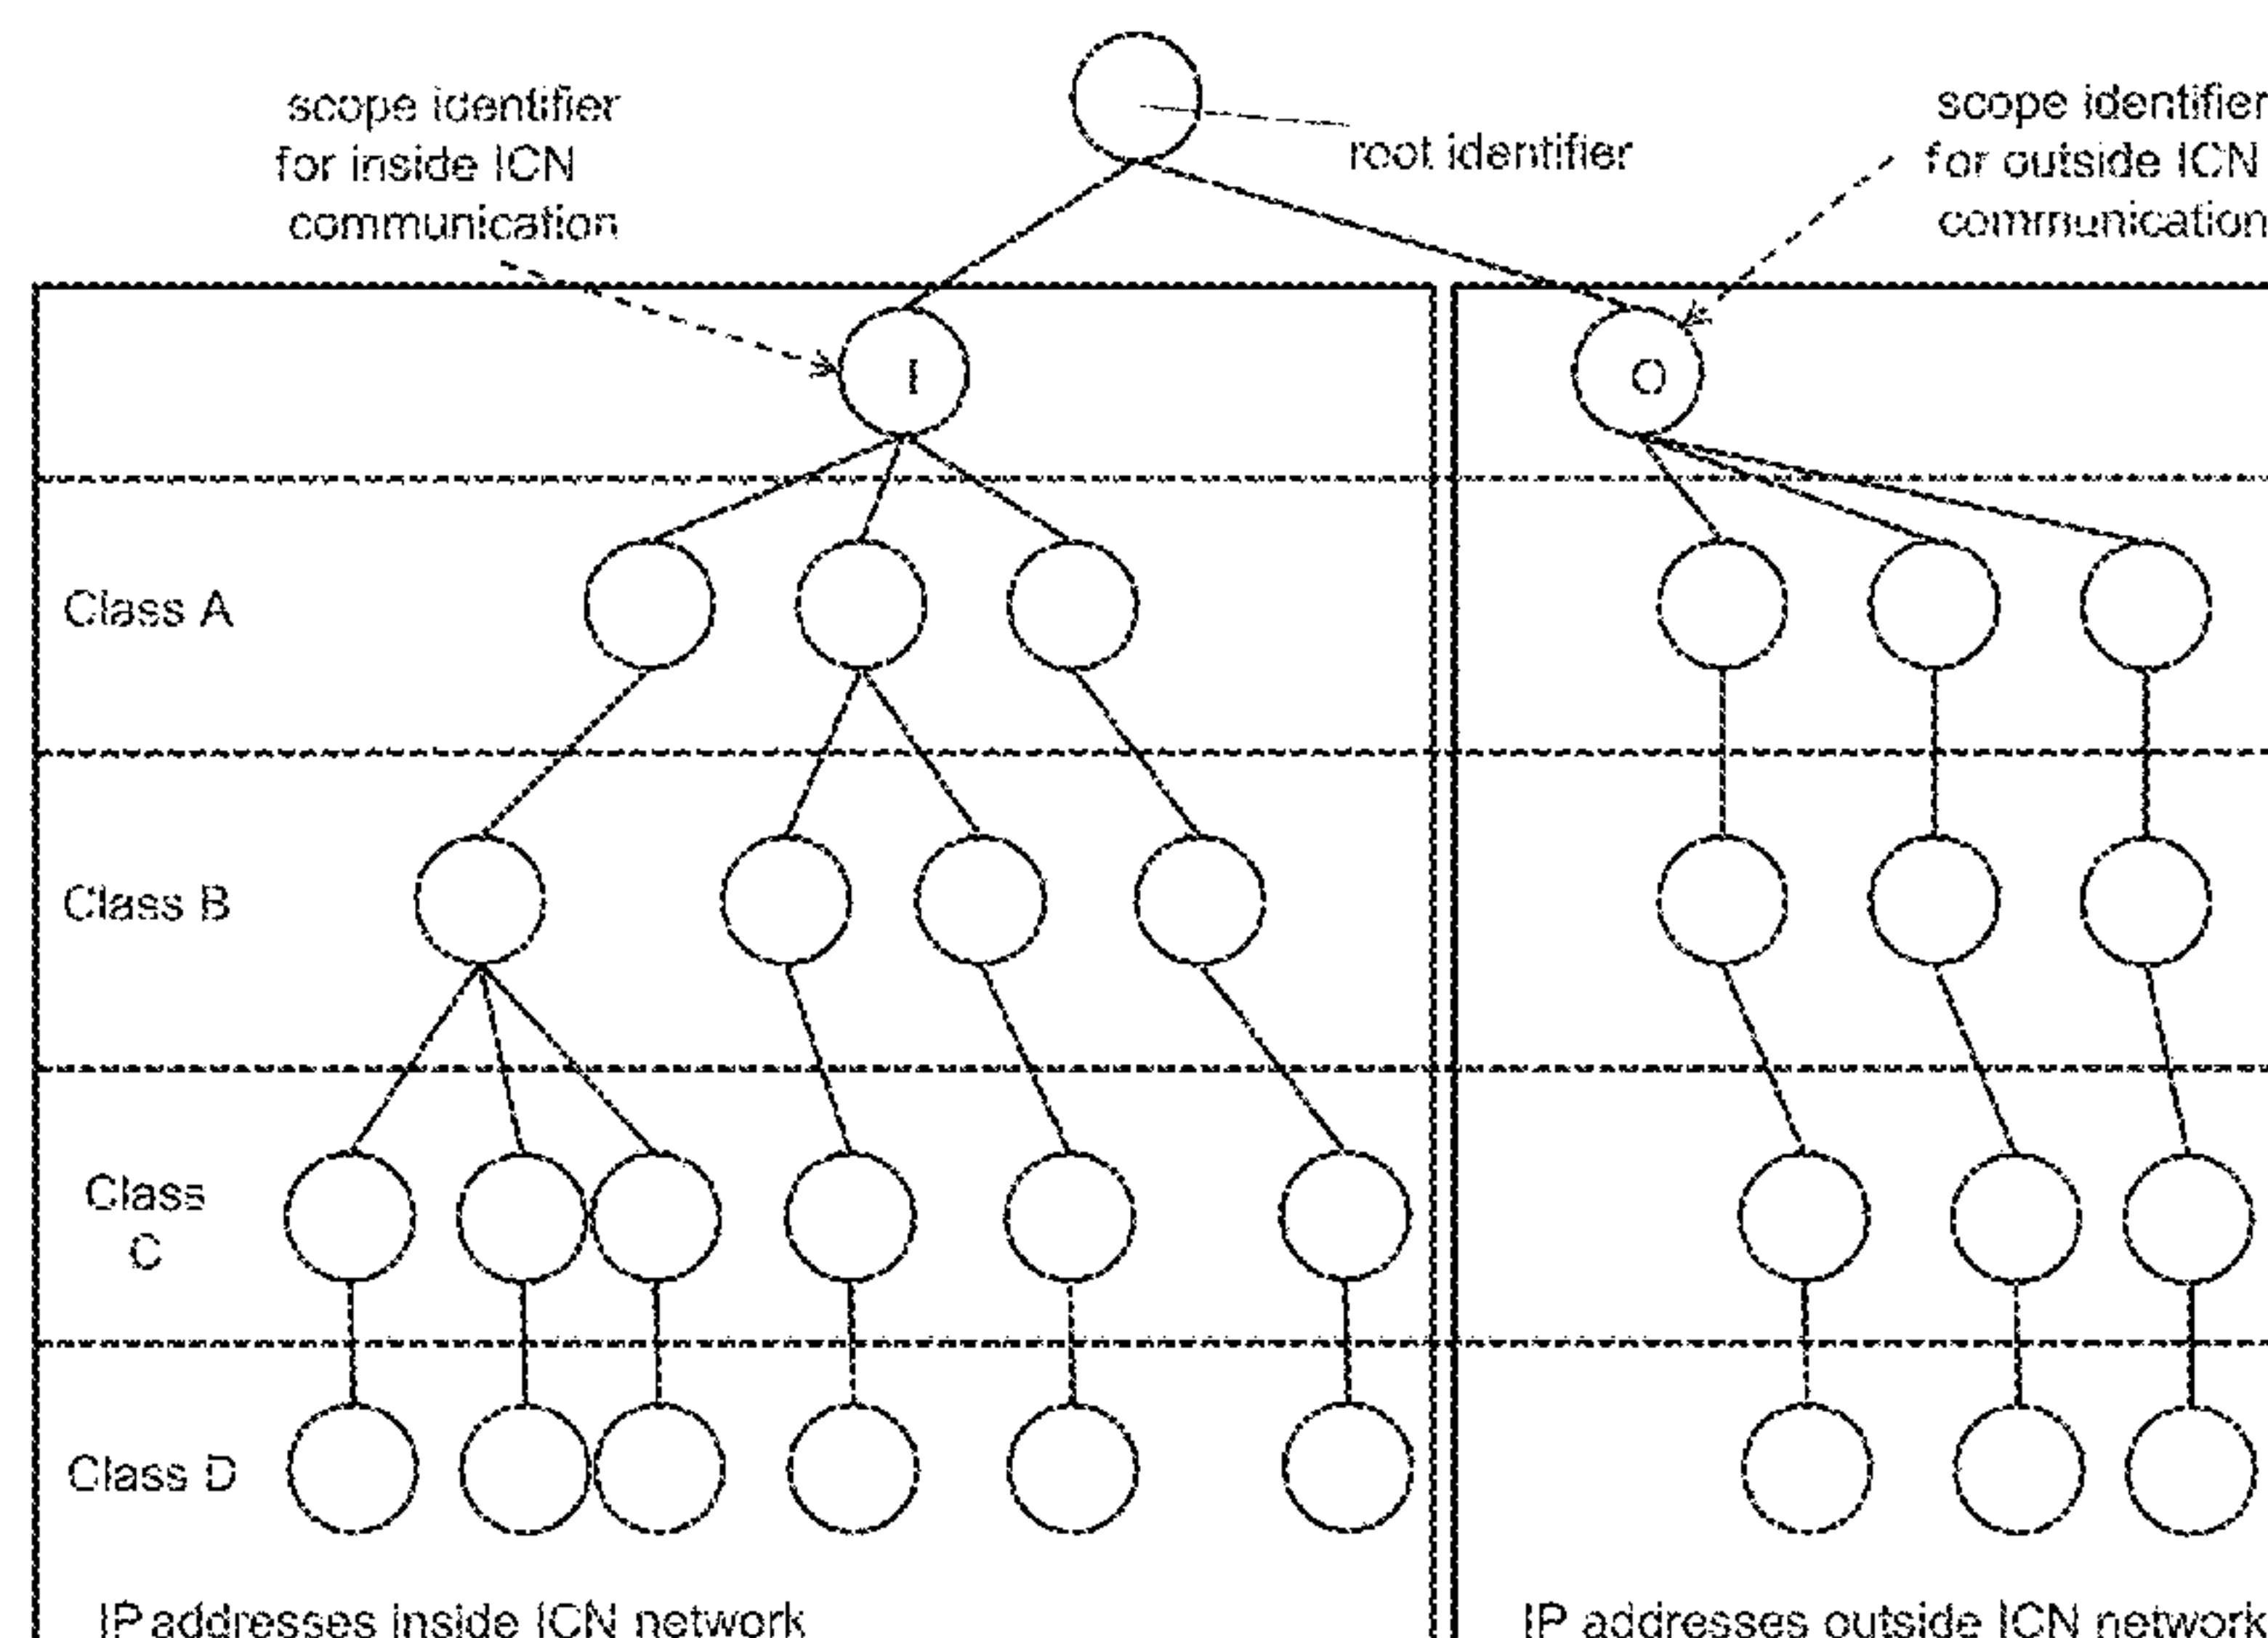 scope identifier
for inside ICN
communication
root identifier
scope identifier
for outside ICN
communication
I
O
Class A
Class B
Class
C
Class D
IP addresses inside ICN network
IP addresses outside ICN network